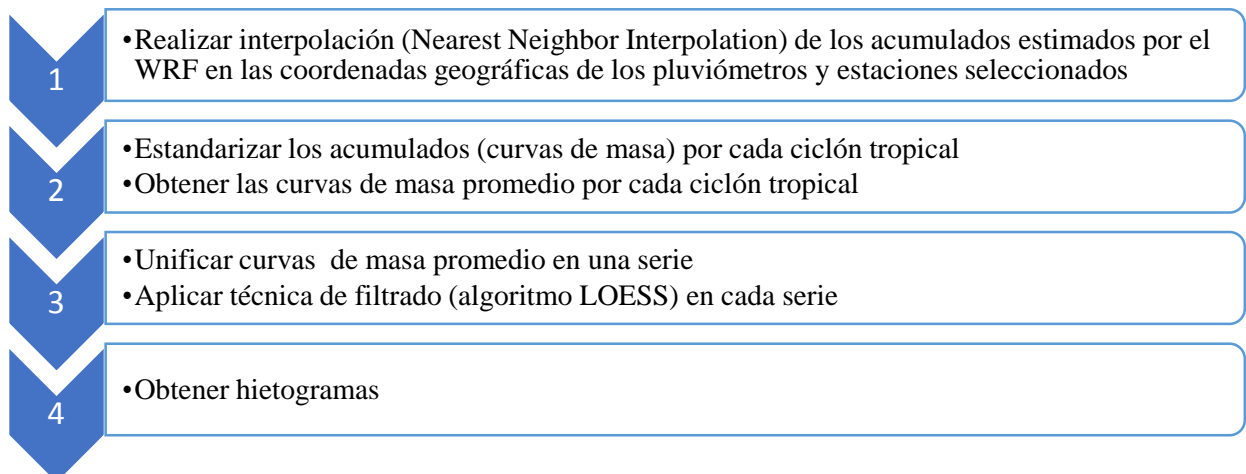 1
•Realizar interpolación (Nearest Neighbor Interpolation) de los acumulados estimados por el
WRF en las coordenadas geográficas de los pluviómetros y estaciones seleccionados
2
•Estandarizar los acumulados (curvas de masa) por cada ciclón tropical
•Obtener las curvas de masa promedio por cada ciclón tropical
3
•Unificar curvas de masa promedio en una serie
•Aplicar técnica de filtrado (algoritmo LOESS) en cada serie
4
•Obtener hietogramas